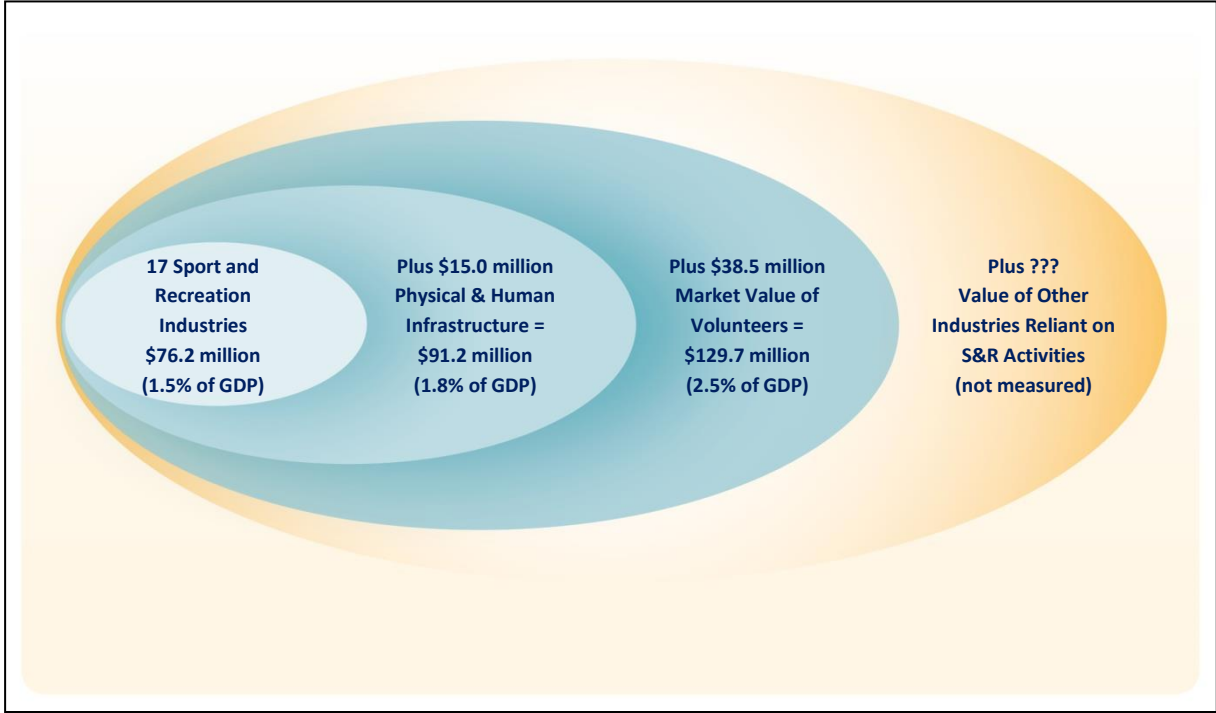 17 Sport and
Recreation
Industries
$76.2 million
(1.5% of GDP)
Plus $15.0 million
Physical & Human
Infrastructure =
$91.2 million
(1.8% of GDP)
Plus $38.5 million
Market Value of
Volunteers =
$129.7 million
(2.5% of GDP)
Plus ???
Value of Other
Industries Reliant on
S&R Activities
(not measured)